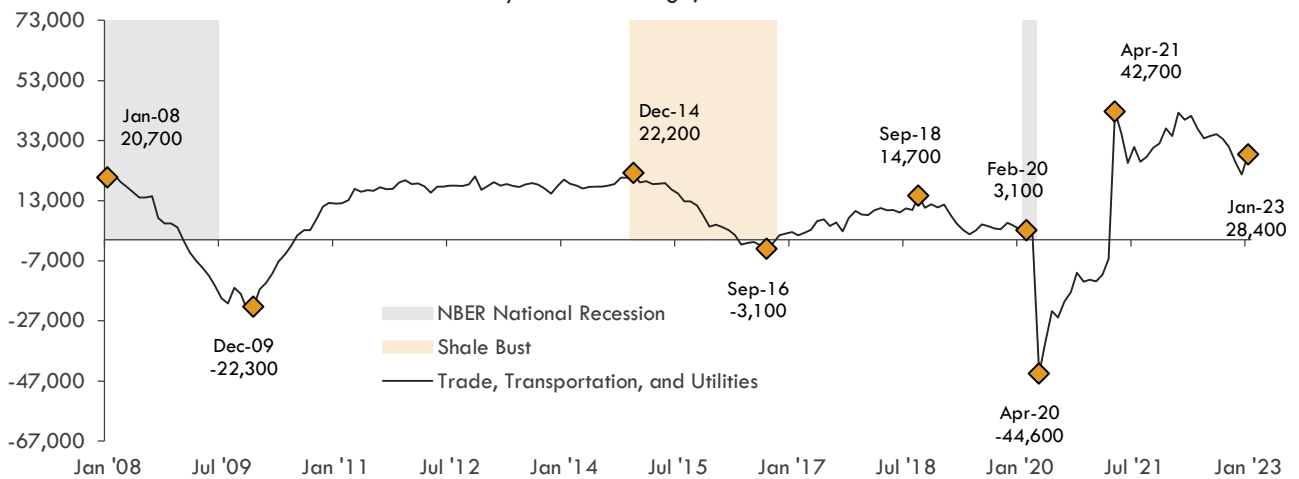 73,000
53,000
33,000
13,000
-7,000
-27,000
-47,000
-67,000
Jan-08
20,700
Dec-09
-22,300
Dec-14
22,200
Sep-16
-3,100
Sep-18
14,700
Feb-20
3,100
Apr-20
-44,600
Apr-21
42,700
Jan-23
28,400
NBER National Recession
Shale Bust
Trade, Transportation, and Utilities
Jan '08
Jul '09
Jan '11
Jul '12
Jan '14
Jul '15
Jan '17
Jul '18
Jan '20
Jul '21
Jan '23